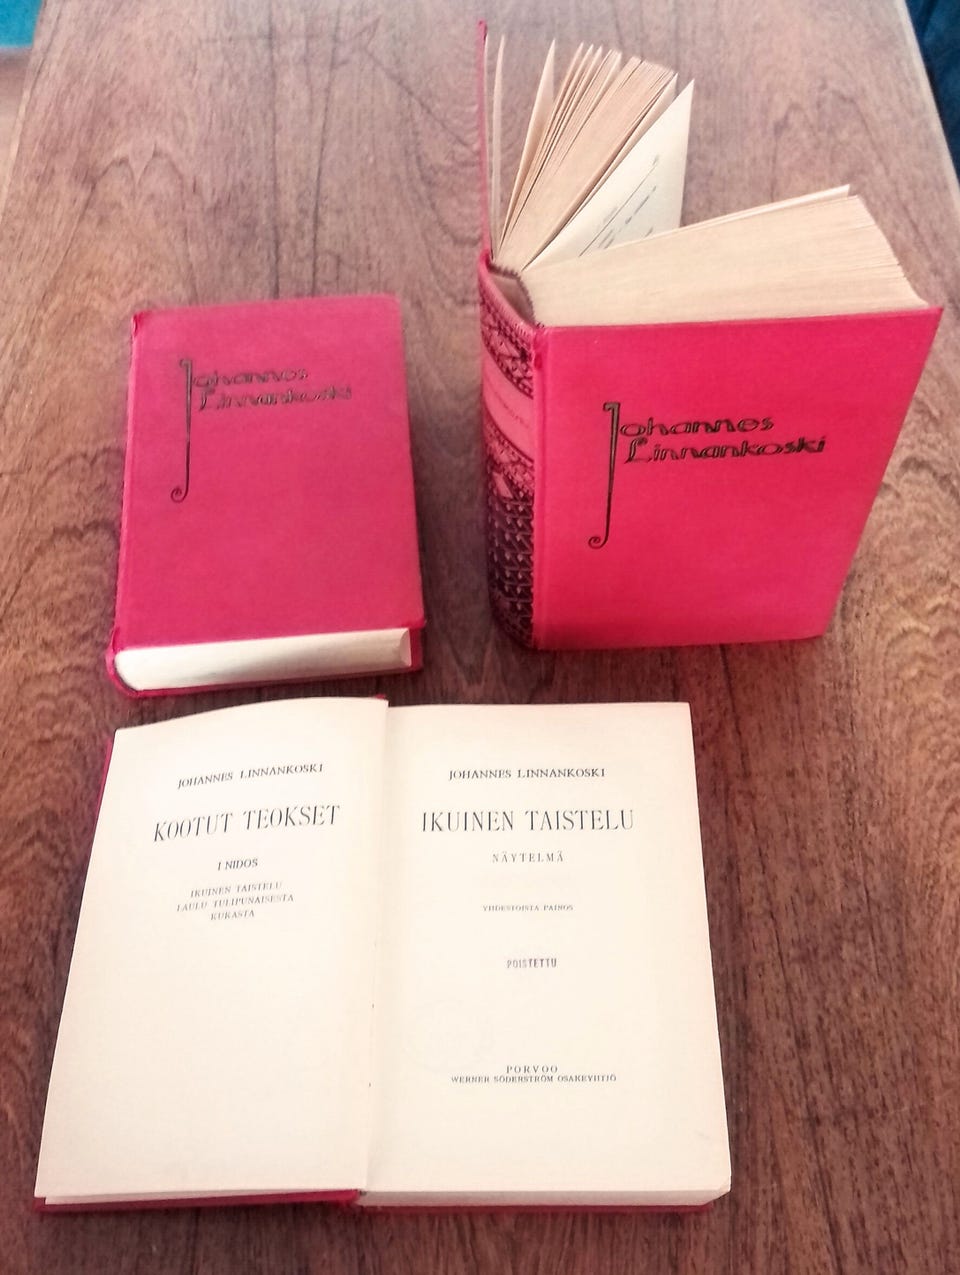 Johannes
Linnankoski
Johannes
Linnankoski
JOHANNES LINNANKOSKI
KOOTUT TEOKSET
I NIDOS
IKUINEN TAISTELU
LAULU TULIPUNAISESTA
KUKASTA
JOHANNES LINNANKOSKI
IKUINEN TAISTELU
NÄYTELMÄ
YHDESTOISTA PAINOS
POISTETTU
PORVOO
WERNER SÖDERSTRÖM OSAKEYHTIÖ